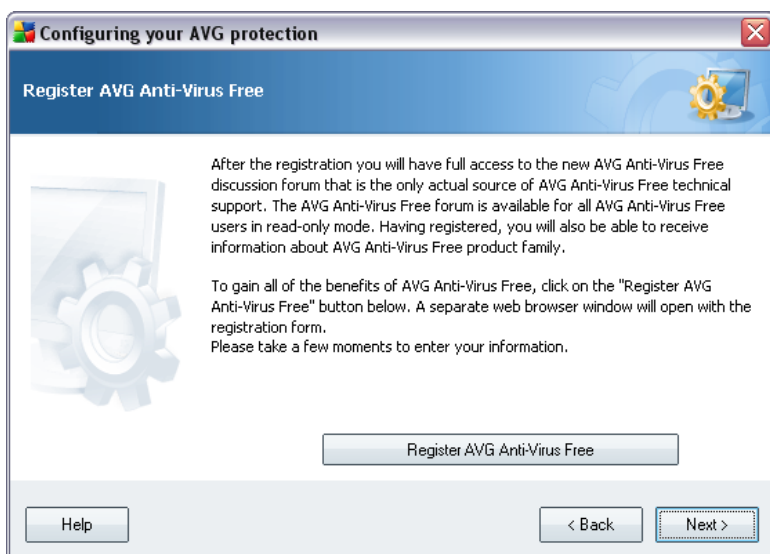 Configuring your AVG protection
Register AVG Anti-Virus Free
After the registration you will have full access to the new AVG Anti-Virus Free
discussion forum that is the only actual source of AVG Anti-Virus Free technical
support. The AVG Anti-Virus Free forum is available for all AVG Anti-Virus Free
users in read-only mode. Having registered, you will also be able to receive
information about AVG Anti-Virus Free product family.
To gain all of the benefits of AVG Anti-Virus Free, click on the "Register AVG
Anti-Virus Free" button below. A separate web browser window will open with the
registration form.
Please take a few moments to enter your information.
Register AVG Anti-Virus Free
Help
< Back
Next >